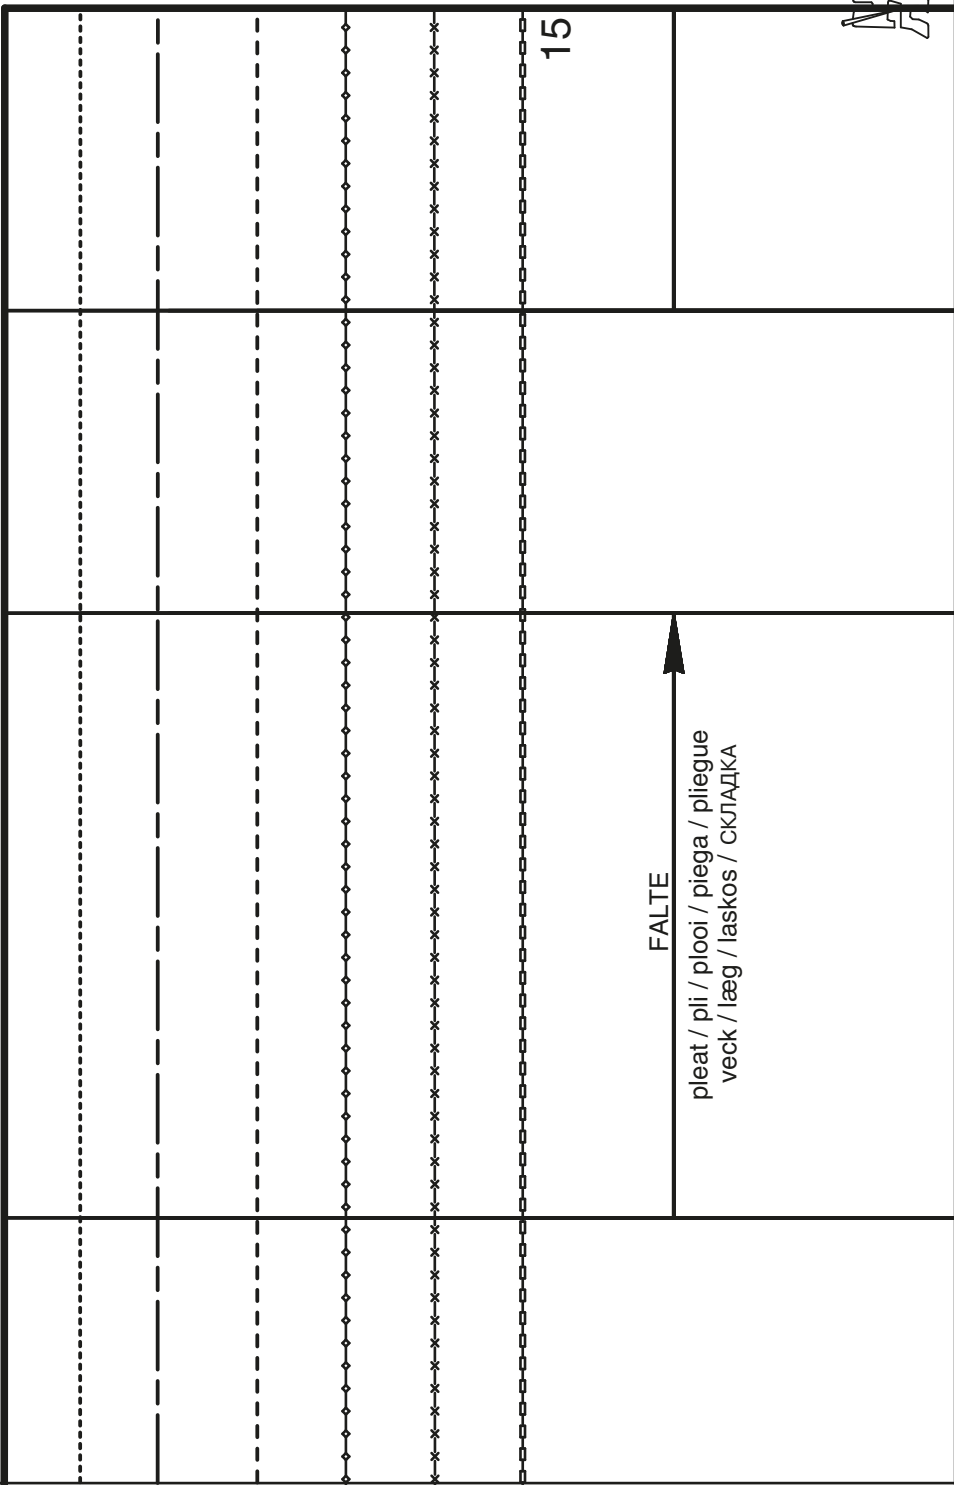 15
FALTE
pleat / pli / plooi / piega / pliegue
veck / læg / laskos / СКЛАДКА